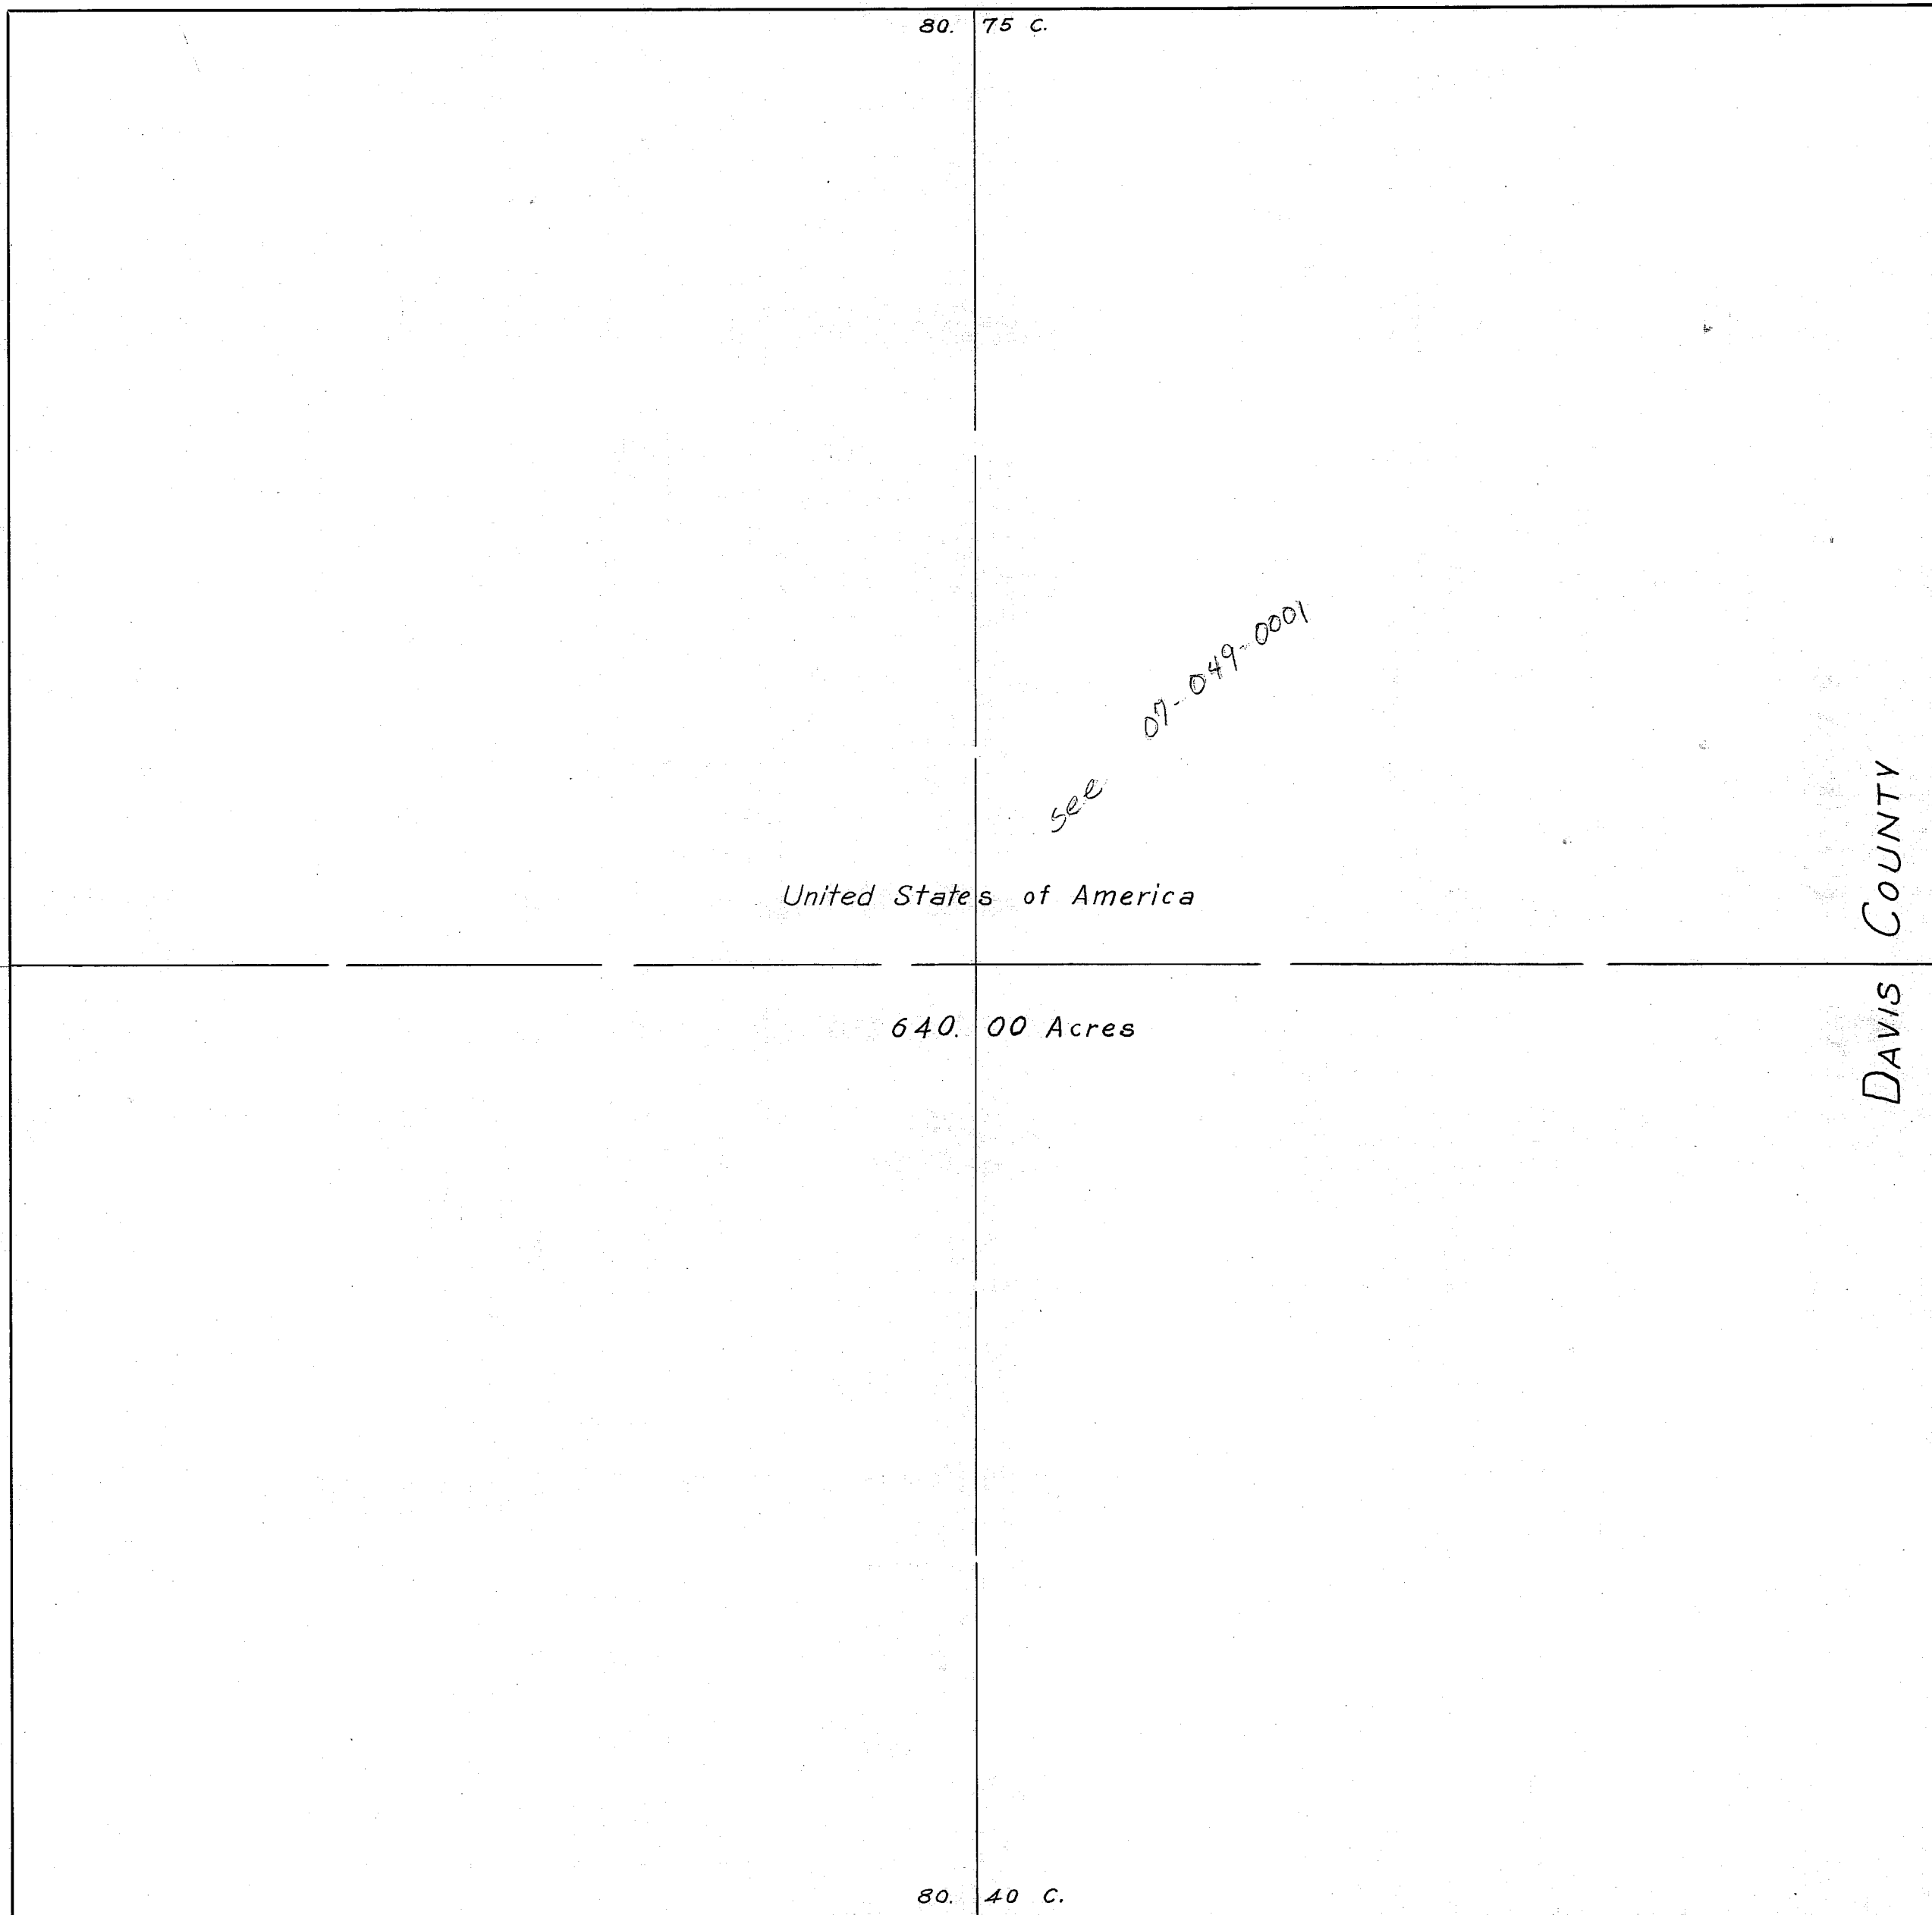 80. 75 C.
see 07-049-0001
United States of America
640. 00 Acres
DAVIS COUNTY
80. 40 C.